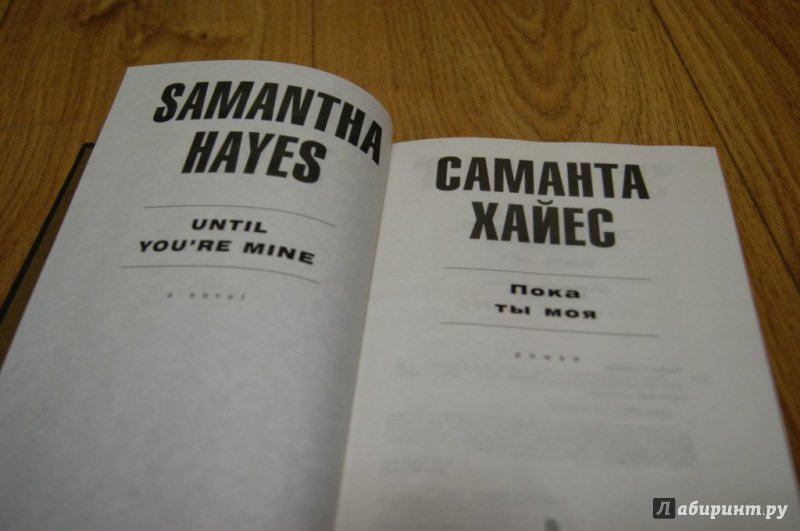 SAMANTHA
HAYES
UNTIL
YOU'RE MINE
a novel
САМАНТА
ХАЙЕС
Пока
ты моя
роман
Лабиринт.ру